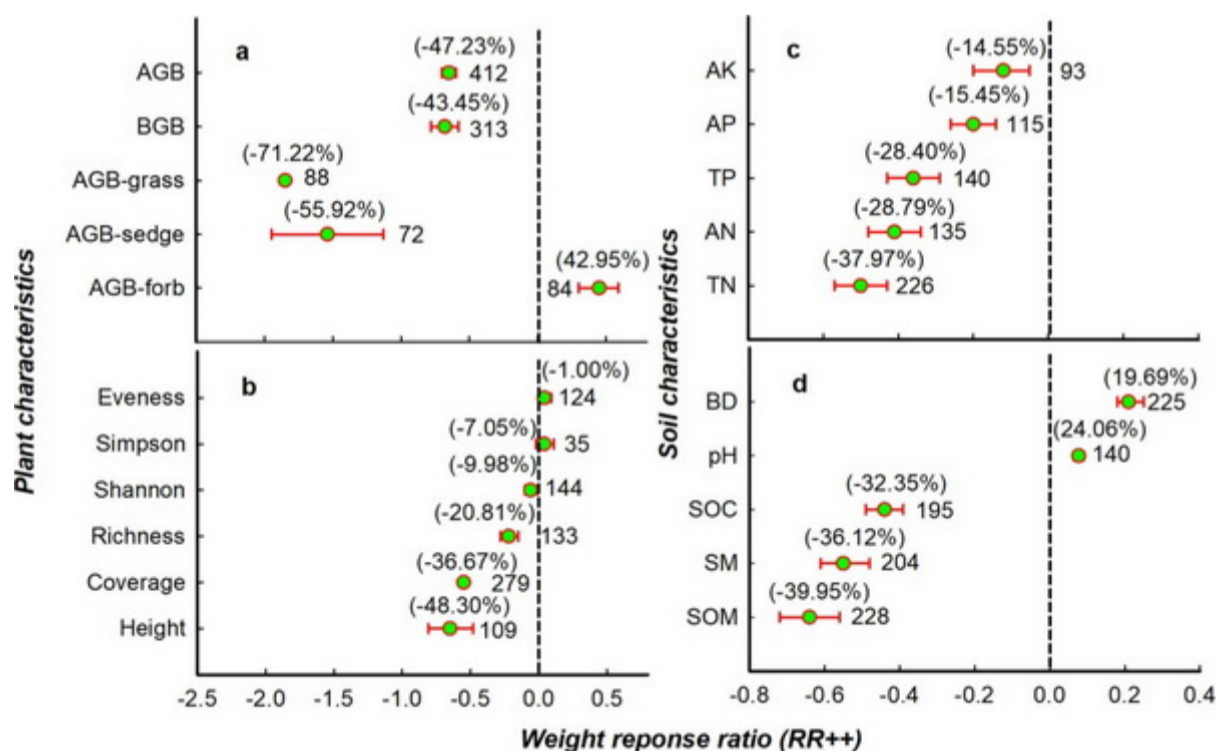 Plant characteristics
a
AGB
(-47.23%)
412
BGB
(-43.45%)
313
AGB-grass
(-71.22%)
88
AGB-sedge
(-55.92%)
72
AGB-forb
(42.95%)
84
b
Eveness
(-1.00%)
124
Simpson
(-7.05%)
35
Shannon
(-9.98%)
144
Richness
(-20.81%)
133
Coverage
(-36.67%)
279
Height
(-48.30%)
109
-2.5 -2.0 -1.5 -1.0 -0.5 0.0 0.5
Soil characteristics
c
AK
(-14.55%)
93
AP
(-15.45%)
115
TP
(-28.40%)
140
AN
(-28.79%)
135
TN
(-37.97%)
226
d
BD
(19.69%)
225
pH
(24.06%)
140
SOC
(-32.35%)
195
SM
(-36.12%)
204
SOM
(-39.95%)
228
-0.8 -0.6 -0.4 -0.2 0.0 0.2 0.4
Weight reponse ratio (RR++)